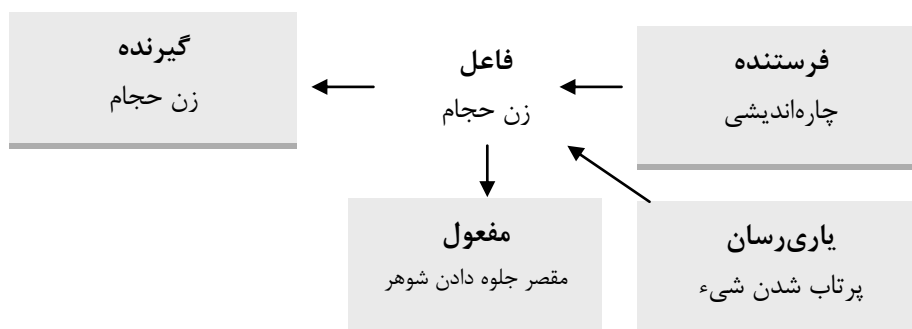 فرستنده
چاره‌اندیشی
فاعل
زن حجام
گیرنده
زن حجام
یاری‌رسان
پرتاب شدن شیء
مفعول
مقصر جلوه دادن شوهر